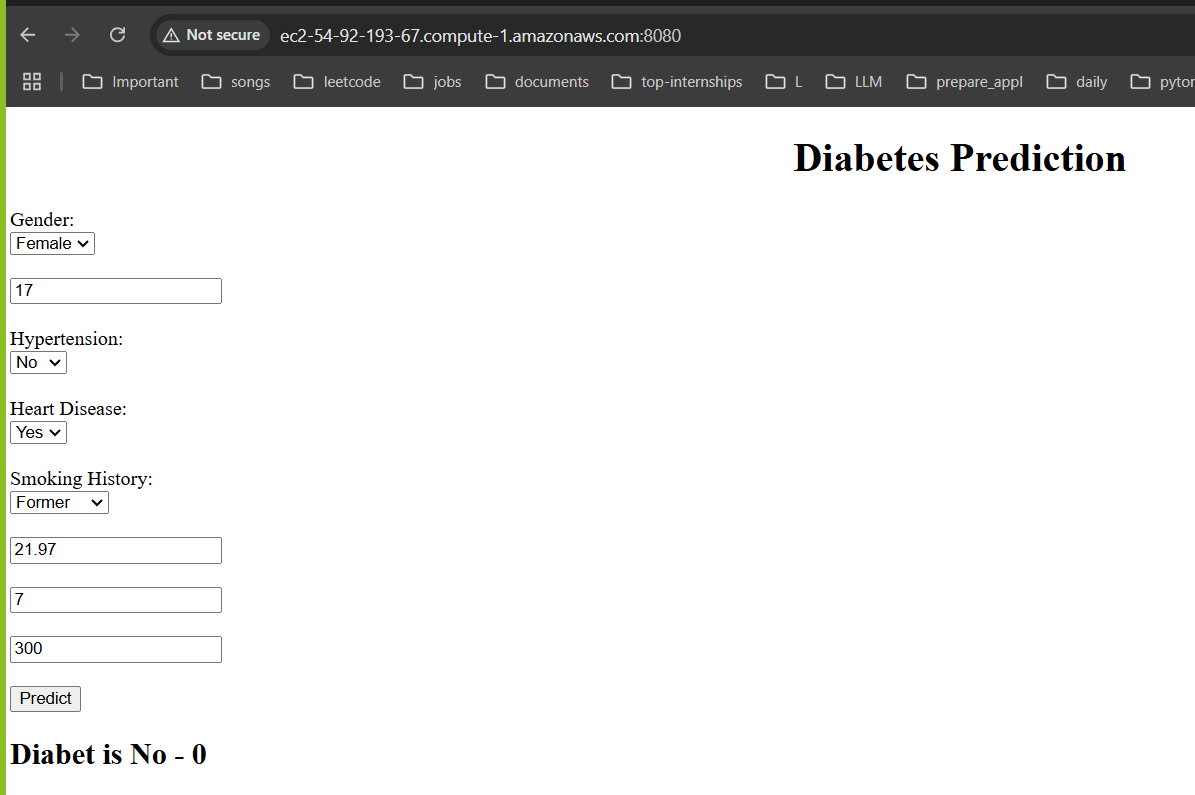 Not secure ec2-54-92-193-67.compute-1.amazonaws.com:8080
Important songs leetcode jobs documents top-internships L LLM prepare_appl daily pytor
Diabetes Prediction
Gender:
Female
17
Hypertension:
No
Heart Disease:
Yes
Smoking History:
Former
21.97
7
300
Predict
Diabet is No - 0